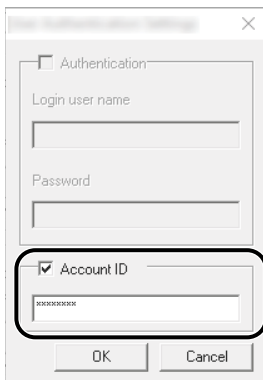 Authentication
Login user name
Password
Account ID
********
OK
Cancel